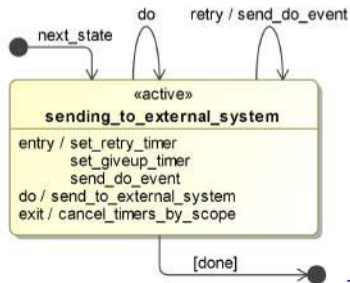 do
retry / send_do_event
next_state
«active»
sending_to_external_system
entry / set_retry_timer
set_giveup_timer
send_do_event
do / send_to_external_system
exit / cancel_timers_by_scope
[done]